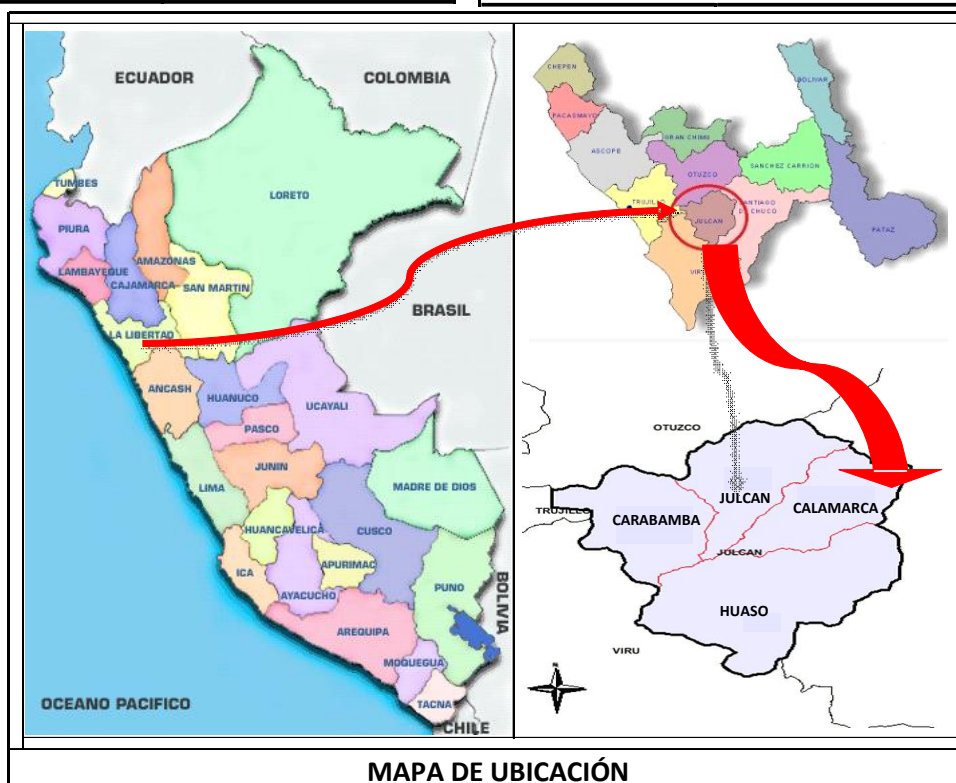 ECUADOR
COLOMBIA
TUMBES
LORETO
PIURA
AMAZONAS
LAMBAYEQUE
CAJAMARCA
SAN MARTIN
BRASIL
LA LIBERTAD
ANCASH
HUANUCO
UCAYALI
PASCO
JUNIN
LIMA
MADRE DE DIOS
HUANCAVELICA
CUSCO
ICA
APURIMAC
AYACUCHO
PUNO
BOLIVIA
AREQUIPA
MOQUEGUA
TACNA
OCEANO PACIFICO
CHILE
CHEPEN
BOLIVAR
PACASMAYO
GRAN CHIMU
ASCOPE
SANCHEZ CARRION
OTUZCO
TRUJILLO
SANTIAGO
DE CHUCO
JULCAN
PATAZ
VIRU
OTUZCO
JULCAN
CALAMARCA
TRUJILLO
CARABAMBA
JULCAN
HUASO
VIRU
N
MAPA DE UBICACIÓN